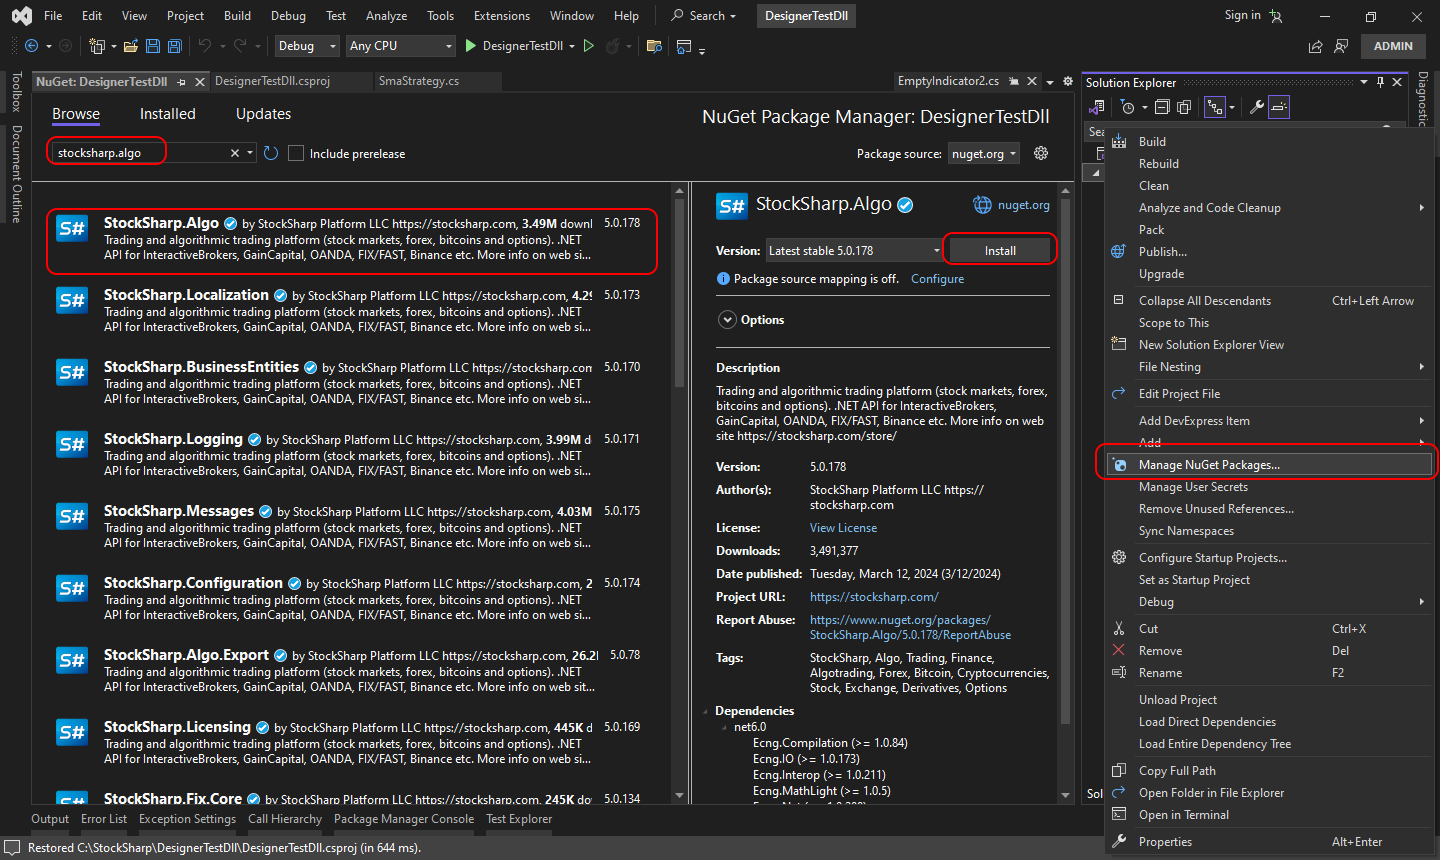 File Edit View Project Build Debug Test Analyze Tools Extensions Window Help Search DesignerTestDll Sign in
Debug Any CPU DesignerTestDll ADMIN
NuGet: DesignerTestDll DesignerTestDll.csproj SmaStrategy.cs EmptyIndicator2.cs
Toolbox
Document Outline
Browse Installed Updates
NuGet Package Manager: DesignerTestDll
stocksharp.algo Include prerelease Package source: nuget.org
S# StockSharp.Algo by StockSharp Platform LLC https://stocksharp.com, 3.49M downl 5.0.178
Trading and algorithmic trading platform (stock markets, forex, bitcoins and options). .NET
API for InteractiveBrokers, GainCapital, OANDA, FIX/FAST, Binance etc. More info on web si...
S# StockSharp.Localization by StockSharp Platform LLC https://stocksharp.com, 4.29 5.0.173
Trading and algorithmic trading platform (stock markets, forex, bitcoins and options). .NET
API for InteractiveBrokers, GainCapital, OANDA, FIX/FAST, Binance etc. More info on web si...
S# StockSharp.BusinessEntities by StockSharp Platform LLC https://stocksharp.com 5.0.170
Trading and algorithmic trading platform (stock markets, forex, bitcoins and options). .NET
API for InteractiveBrokers, GainCapital, OANDA, FIX/FAST, Binance etc. More info on web si...
S# StockSharp.Logging by StockSharp Platform LLC https://stocksharp.com, 3.99M d 5.0.171
Trading and algorithmic trading platform (stock markets, forex, bitcoins and options). .NET
API for InteractiveBrokers, GainCapital, OANDA, FIX/FAST, Binance etc. More info on web si...
S# StockSharp.Messages by StockSharp Platform LLC https://stocksharp.com, 4.03M 5.0.175
Trading and algorithmic trading platform (stock markets, forex, bitcoins and options). .NET
API for InteractiveBrokers, GainCapital, OANDA, FIX/FAST, Binance etc. More info on web si...
S# StockSharp.Configuration by StockSharp Platform LLC https://stocksharp.com, 2 5.0.174
Trading and algorithmic trading platform (stock markets, forex, bitcoins and options). .NET
API for InteractiveBrokers, GainCapital, OANDA, FIX/FAST, Binance etc. More info on web si...
S# StockSharp.Algo.Export by StockSharp Platform LLC https://stocksharp.com, 26.2 5.0.78
Trading and algorithmic trading platform (stock markets, forex, bitcoins and options). .NET
API for InteractiveBrokers, GainCapital, OANDA, FIX/FAST, Binance etc. More info on web sit...
S# StockSharp.Licensing by StockSharp Platform LLC https://stocksharp.com, 445K d 5.0.169
Trading and algorithmic trading platform (stock markets, forex, bitcoins and options). .NET
API for InteractiveBrokers, GainCapital, OANDA, FIX/FAST, Binance etc. More info on web si...
StockSharp.Fix.Core by StockSharp Platform LLC https://stocksharp.com, 245K dov 5.0.134
S# StockSharp.Algo nuget.org
Version: Latest stable 5.0.178 Install
Package source mapping is off. Configure
Options
Description
Trading and algorithmic trading platform (stock markets, forex,
bitcoins and options). .NET API for InteractiveBrokers,
GainCapital, OANDA, FIX/FAST, Binance etc. More info on web
site https://stocksharp.com/store/
Version: 5.0.178
Author(s): StockSharp Platform LLC https://
stocksharp.com
License: View License
Downloads: 3,491,377
Date published: Tuesday, March 12, 2024 (3/12/2024)
Project URL: https://stocksharp.com/
Report Abuse: https://www.nuget.org/packages/
StockSharp.Algo/5.0.178/ReportAbuse
Tags: StockSharp, Algo, Trading, Finance,
Algotrading, Forex, Bitcoin, Cryptocurrencies,
Stock, Exchange, Derivatives, Options
Dependencies
net6.0
Ecng.Compilation (>= 1.0.84)
Ecng.IO (>= 1.0.173)
Ecng.Interop (>= 1.0.211)
Ecng.MathLight (>= 1.0.5)
Solution Explorer
Diagnostic
Sea
Build
Rebuild
Clean
Analyze and Code Cleanup
Pack
Publish...
Upgrade
Collapse All Descendants Ctrl+Left Arrow
Scope to This
New Solution Explorer View
File Nesting
Edit Project File
Add DevExpress Item
Add
Manage NuGet Packages...
Manage User Secrets
Remove Unused References...
Sync Namespaces
Configure Startup Projects...
Set as Startup Project
Debug
Cut Ctrl+X
Remove Del
Rename F2
Unload Project
Load Direct Dependencies
Load Entire Dependency Tree
Copy Full Path
Open Folder in File Explorer
Open in Terminal
Properties Alt+Enter
Sol
Output Error List Exception Settings Call Hierarchy Package Manager Console Test Explorer
Restored C:\StockSharp\DesignerTestDll\DesignerTestDll.csproj (in 644 ms).